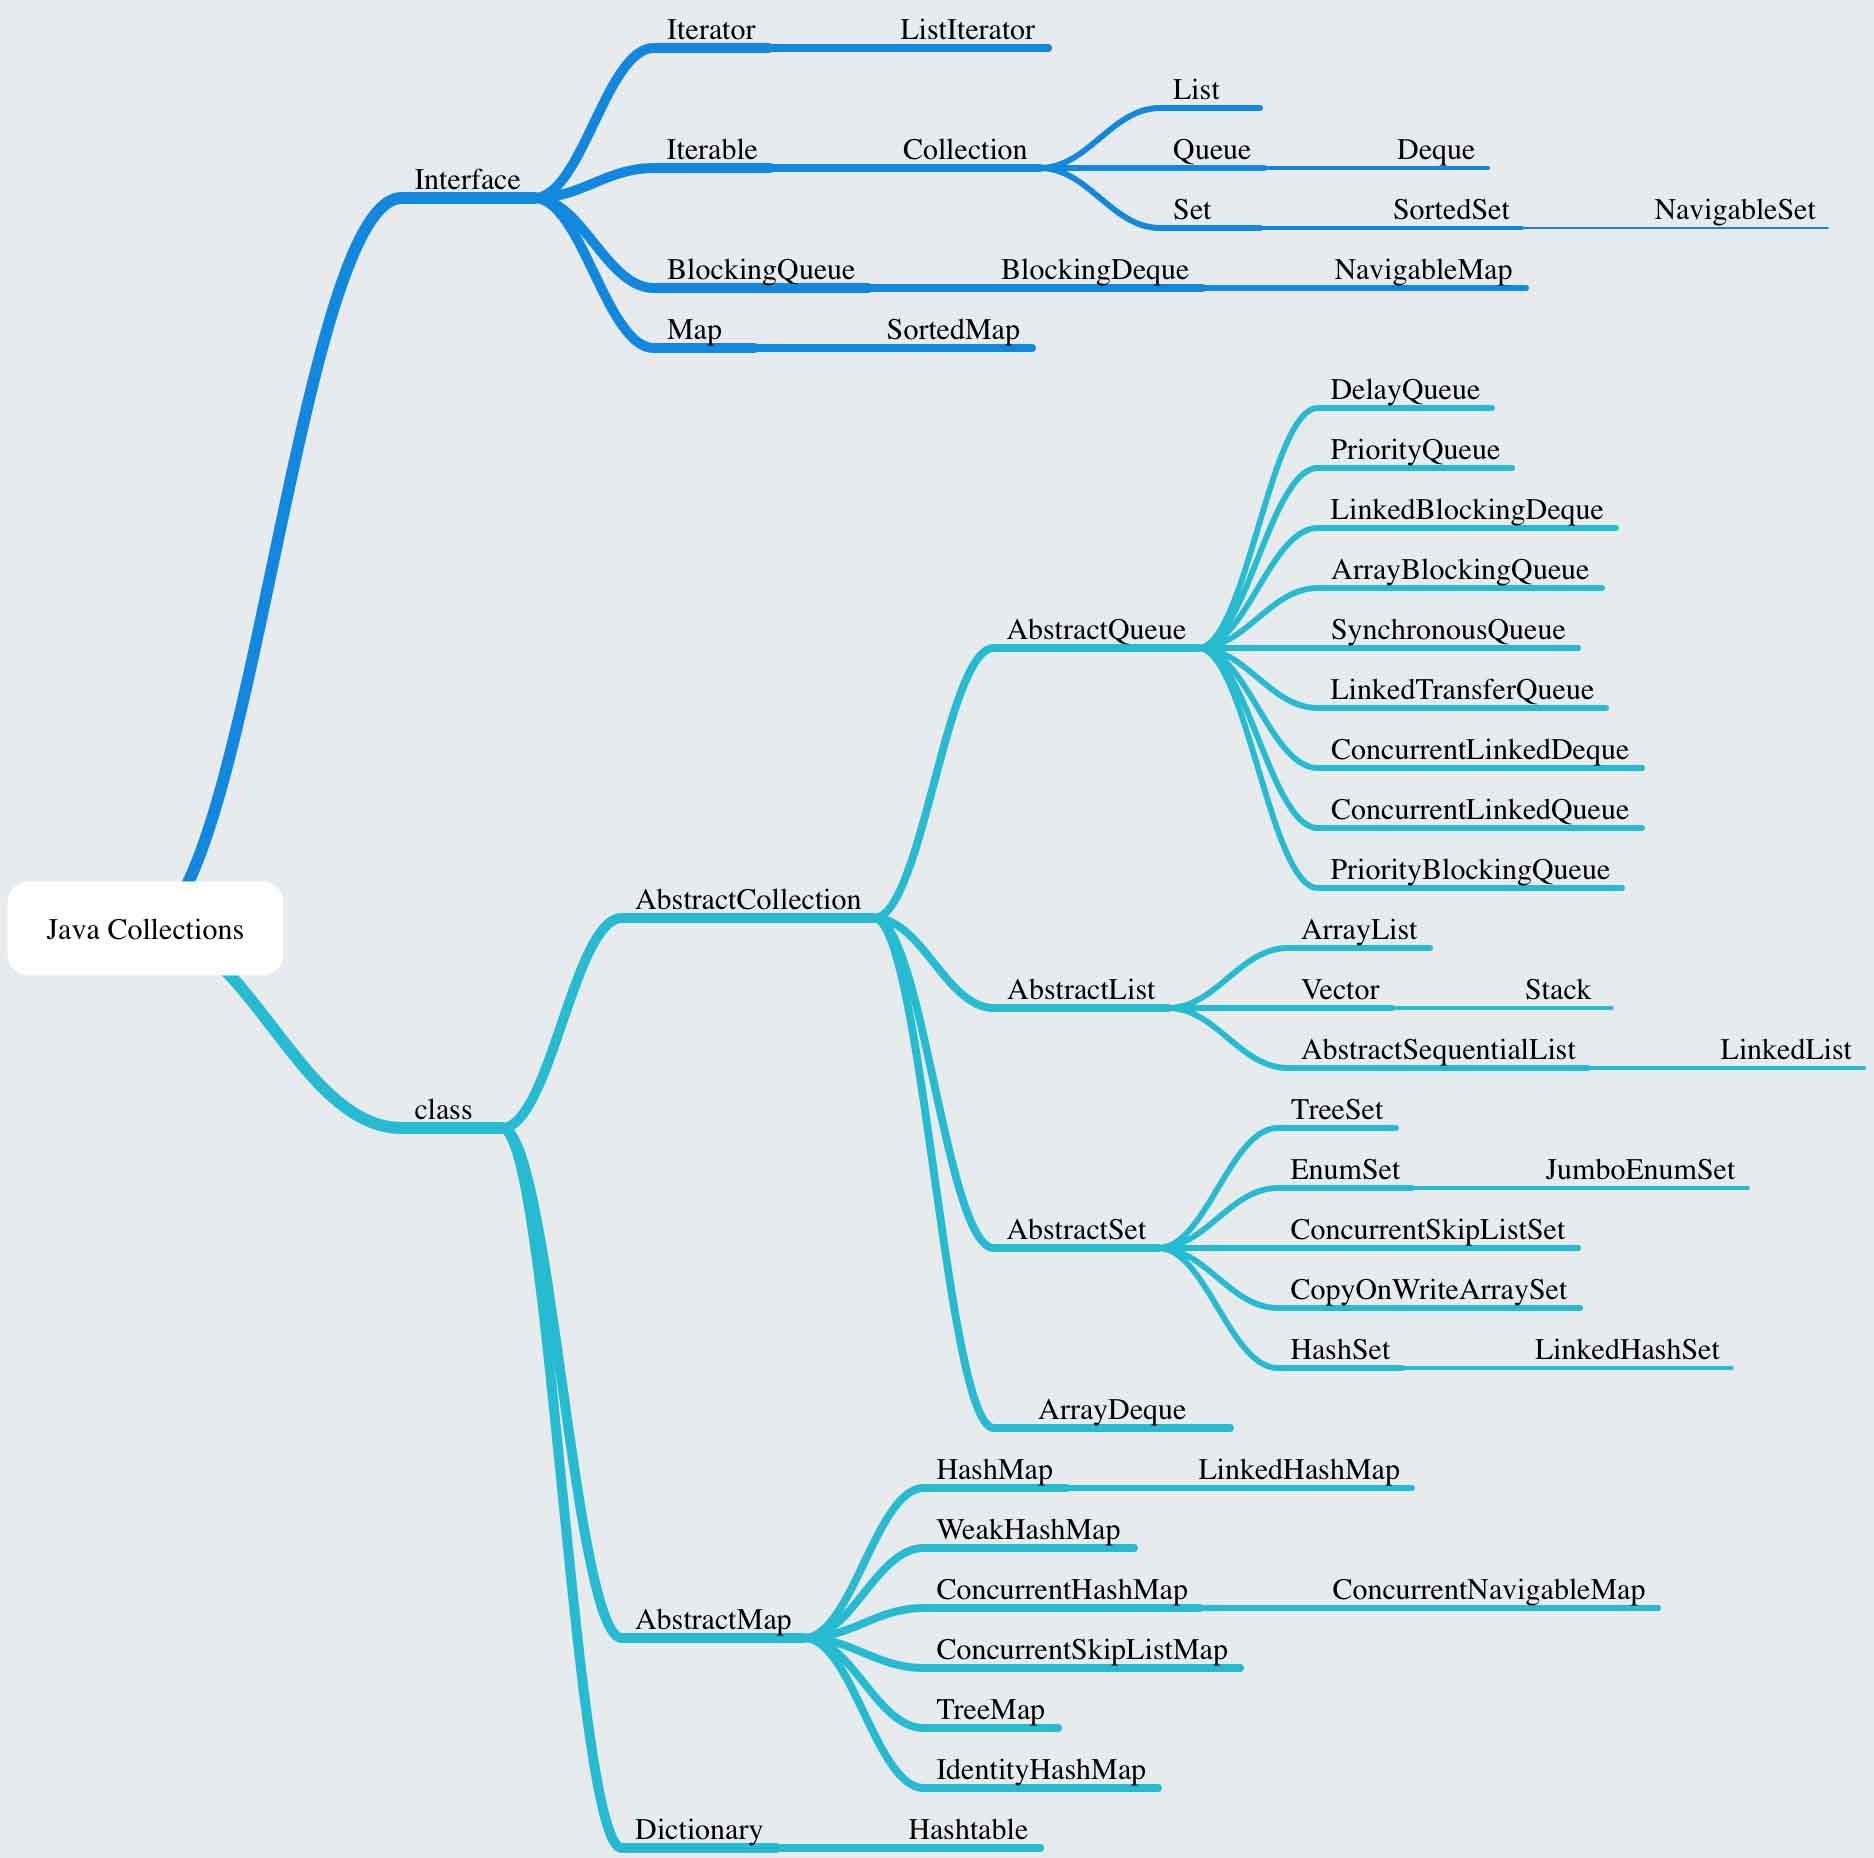 Iterator ListIterator
List
Iterable Collection Queue Deque
Interface
Set SortedSet NavigableSet
BlockingQueue BlockingDeque NavigableMap
Map SortedMap
DelayQueue
PriorityQueue
LinkedBlockingDeque
ArrayBlockingQueue
AbstractQueue SynchronousQueue
LinkedTransferQueue
ConcurrentLinkedDeque
ConcurrentLinkedQueue
PriorityBlockingQueue
AbstractCollection
Java Collections
ArrayList
AbstractList Vector Stack
AbstractSequentialList LinkedList
class
TreeSet
EnumSet JumboEnumSet
AbstractSet ConcurrentSkipListSet
CopyOnWriteArraySet
HashSet LinkedHashSet
ArrayDeque
HashMap LinkedHashMap
WeakHashMap
ConcurrentHashMap ConcurrentNavigableMap
AbstractMap
ConcurrentSkipListMap
TreeMap
IdentityHashMap
Dictionary Hashtable